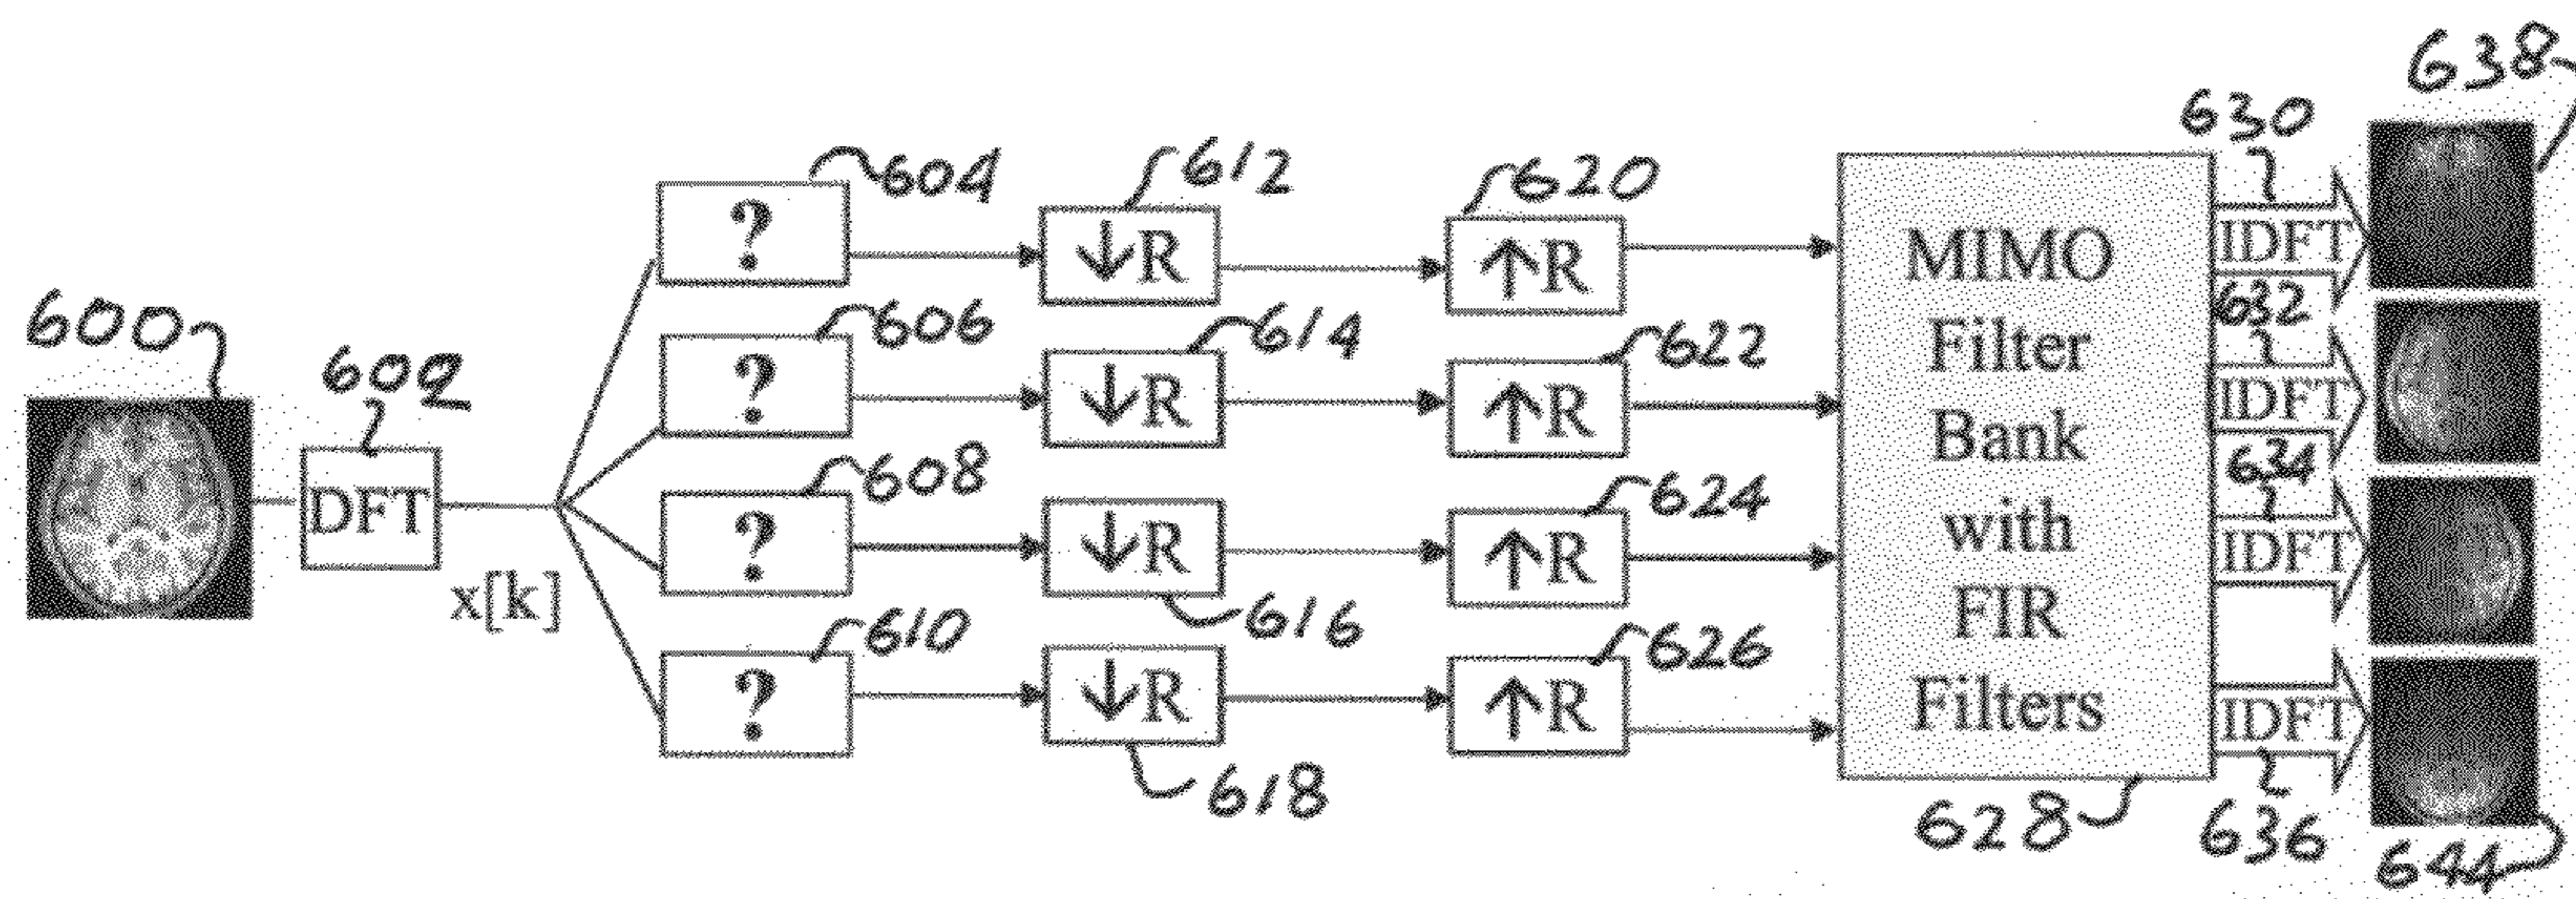 638
630
604
612
620
?
↓R
↑R
MIMO
Filter
Bank
with
FIR
Filters
IDFT
632
600
606
614
622
?
↓R
↑R
IDFT
602
634
608
624
DFT
x[k]
?
↓R
↑R
IDFT
616
610
626
?
↓R
↑R
IDFT
618
628
636
644